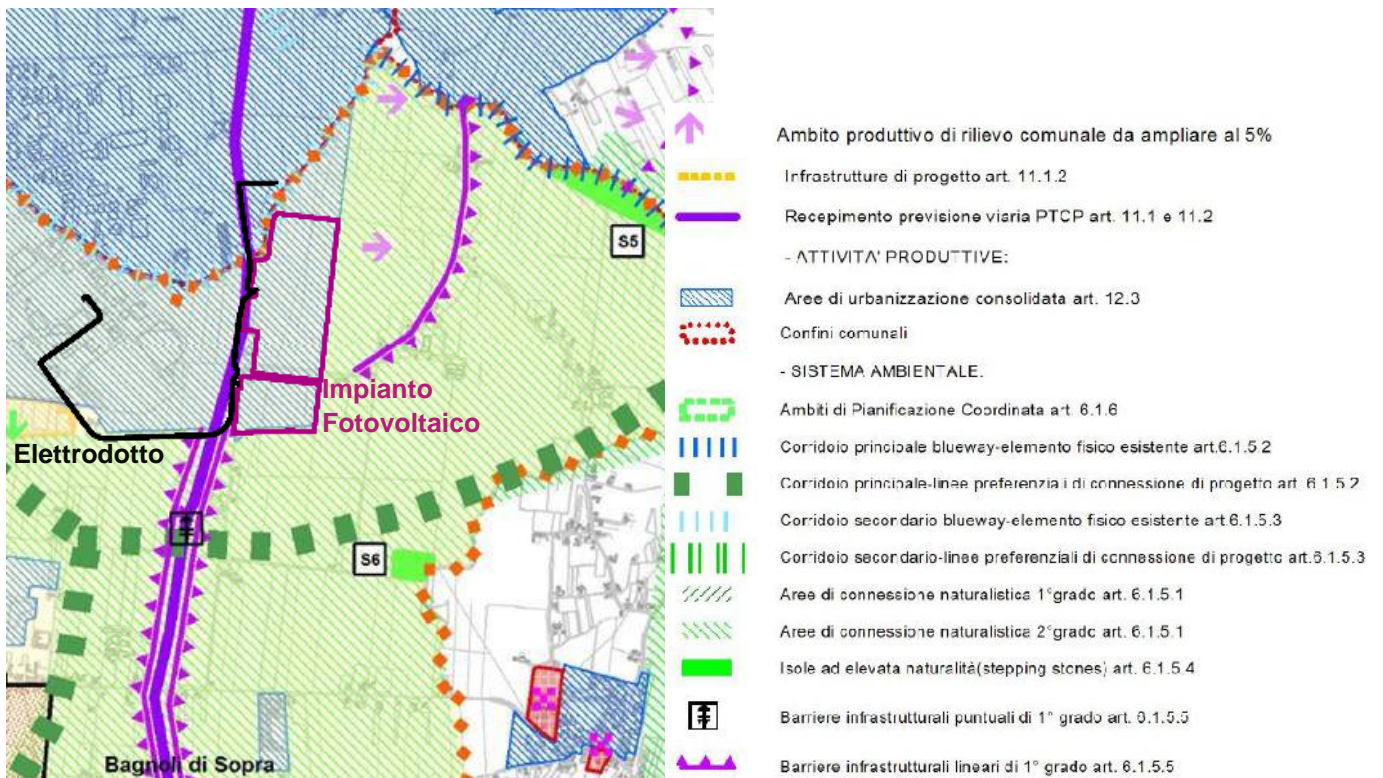 S5
Impianto
Fotovoltaico
Elettrodotto
S6
Bagnoli di Sopra
Ambito produttivo di rilievo comunale da ampliare al 5%
Infrastrutture di progetto art. 11.1.2
Recepimento previsione viaria PTCP art. 11.1 e 11.2
- ATTIVITA' PRODUTTIVE:
Aree di urbanizzazione consolidata art. 12.3
Confini comunali
- SISTEMA AMBIENTALE.
Ambiti di Pianificazione Coordinata art. 6.1.6
Corridoio principale blueway-elemento fisico esistente art.6.1.5.2
Corridoio principale-linee preferenziali di connessione di progetto art. 6.1.5.2
Corridoio secondario blueway-elemento fisico esistente art.6.1.5.3
Corridoio secondario-linee preferenziali di connessione di progetto art.6.1.5.3
Aree di connessione naturalistica 1°grado art. 6.1.5.1
Aree di connessione naturalistica 2°grado art. 6.1.5.1
Isole ad elevata naturalità(stepping stones) art. 6.1.5.4
Barriere infrastrutturali puntuali di 1° grado art. 6.1.5.5
Barriere infrastrutturali lineari di 1° grado art. 6.1.5.5